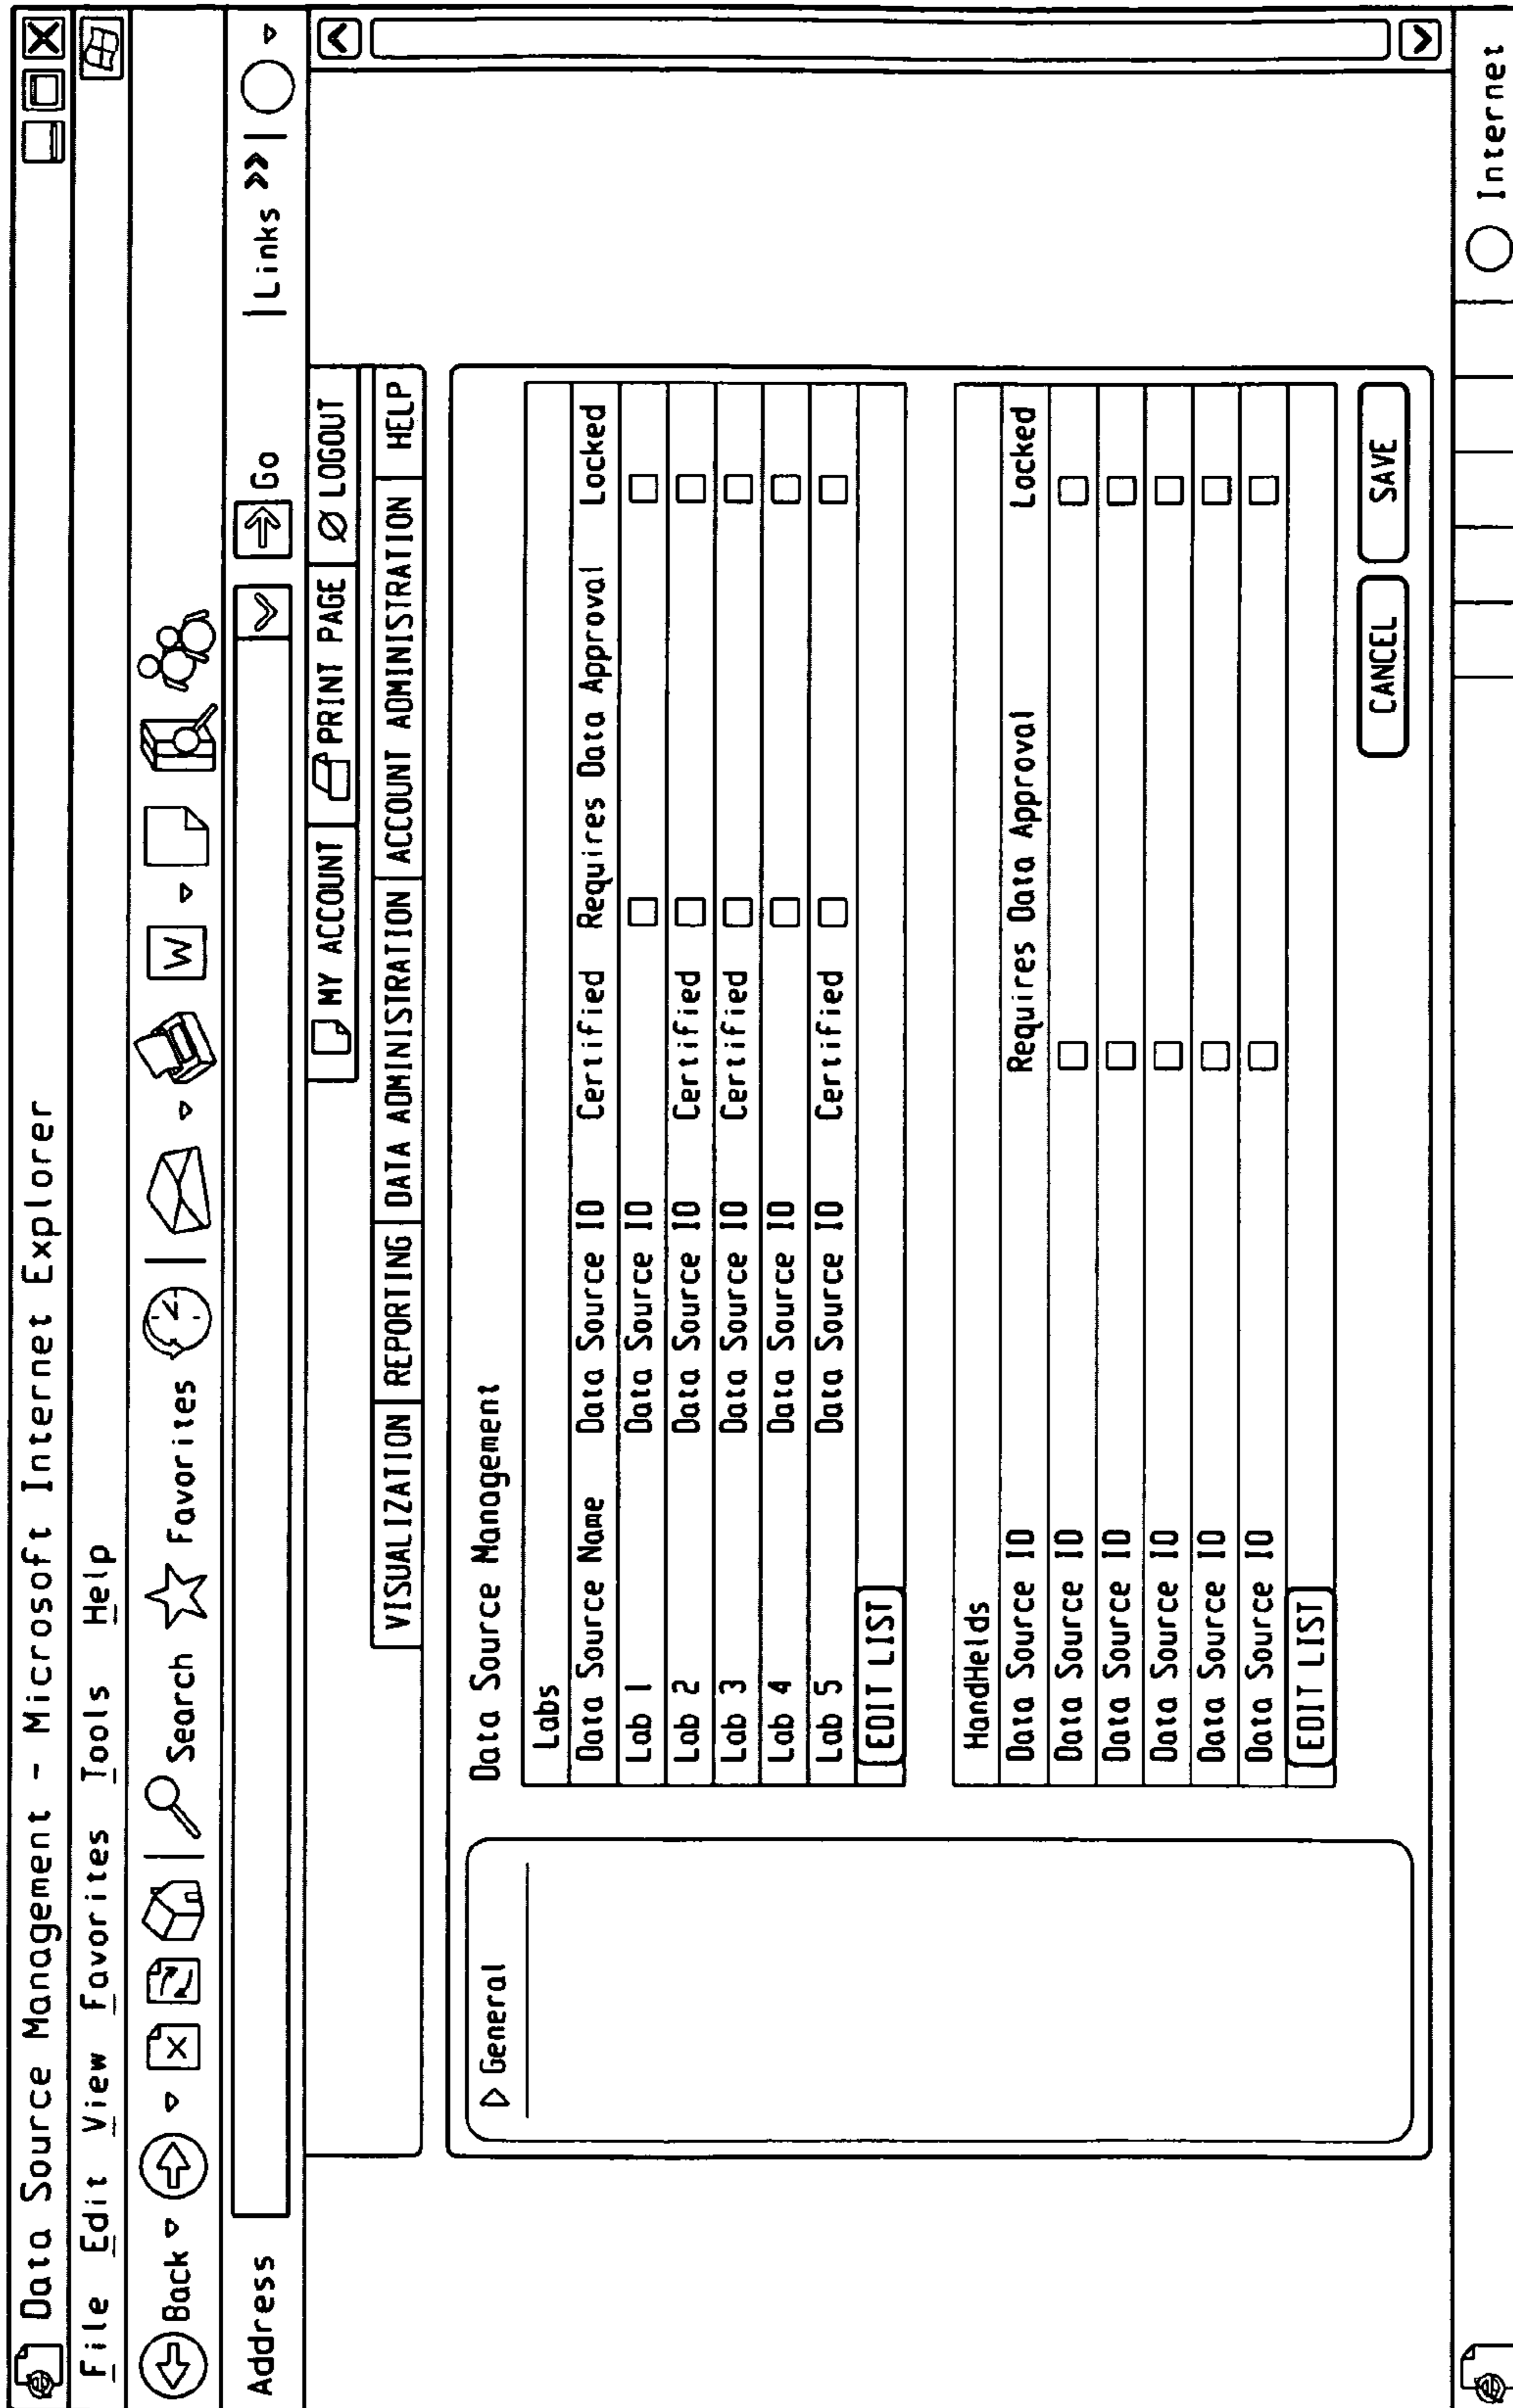 Data Source Management - Microsoft Internet Explorer
File Edit View Favorites Tools Help
Back Search Favorites W
Address Go Links >>
MY ACCOUNT PRINT PAGE LOGOUT
VISUALIZATION REPORTING DATA ADMINISTRATION ACCOUNT ADMINISTRATION HELP
General
Data Source Management
Labs
Data Source Name Data Source ID Certified Requires Data Approval Locked
Lab 1 Data Source ID
Lab 2 Data Source ID Certified
Lab 3 Data Source ID Certified
Lab 4 Data Source ID
Lab 5 Data Source ID Certified
EDIT LIST
HandHelds
Data Source ID Requires Data Approval Locked
Data Source ID
Data Source ID
Data Source ID
Data Source ID
Data Source ID
EDIT LIST
CANCEL SAVE
Internet